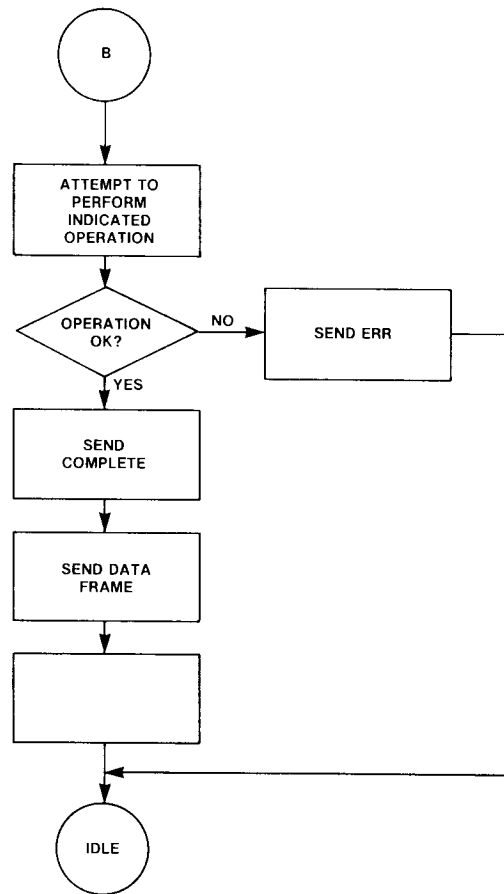 B
ATTEMPT TO
PERFORM
INDICATED
OPERATION
OPERATION
OK?
NO
SEND ERR
YES
SEND
COMPLETE
SEND DATA
FRAME
IDLE